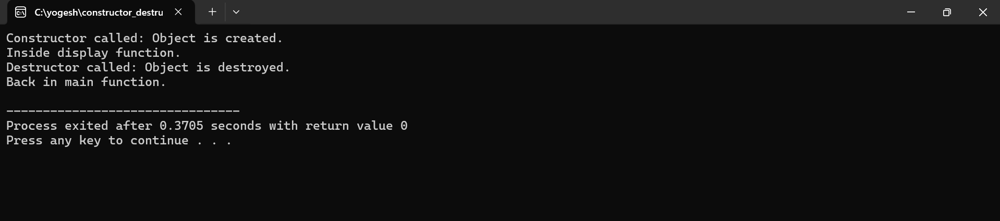 C:\yogesh\constructor_destru
Constructor called: Object is created.
Inside display function.
Destructor called: Object is destroyed.
Back in main function.
--------------------------------
Process exited after 0.3705 seconds with return value 0
Press any key to continue . . .